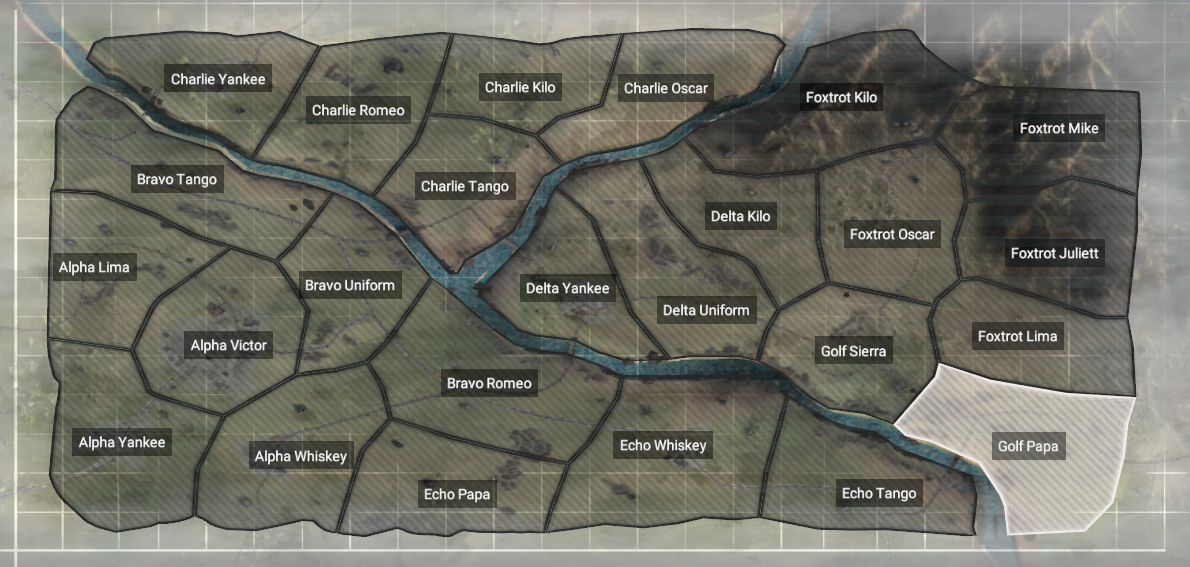 Charlie Yankee
Charlie Romeo
Charlie Kilo
Charlie Oscar
Foxtrot Kilo
Foxtrot Mike
Bravo Tango
Charlie Tango
Delta Kilo
Foxtrot Oscar
Foxtrot Juliett
Alpha Lima
Bravo Uniform
Delta Yankee
Delta Uniform
Foxtrot Lima
Alpha Victor
Golf Sierra
Bravo Romeo
Alpha Yankee
Alpha Whiskey
Echo Whiskey
Golf Papa
Echo Papa
Echo Tango